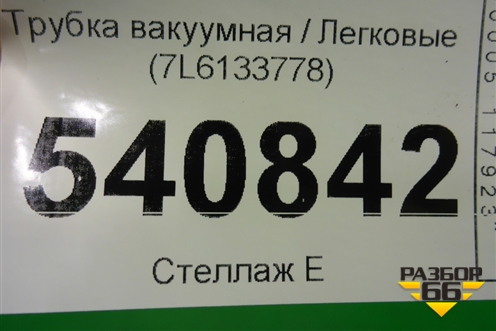 Трубка вакуумная / Легковые
(7L6133778)
540842
Стеллаж Е
РАЗБОР
66